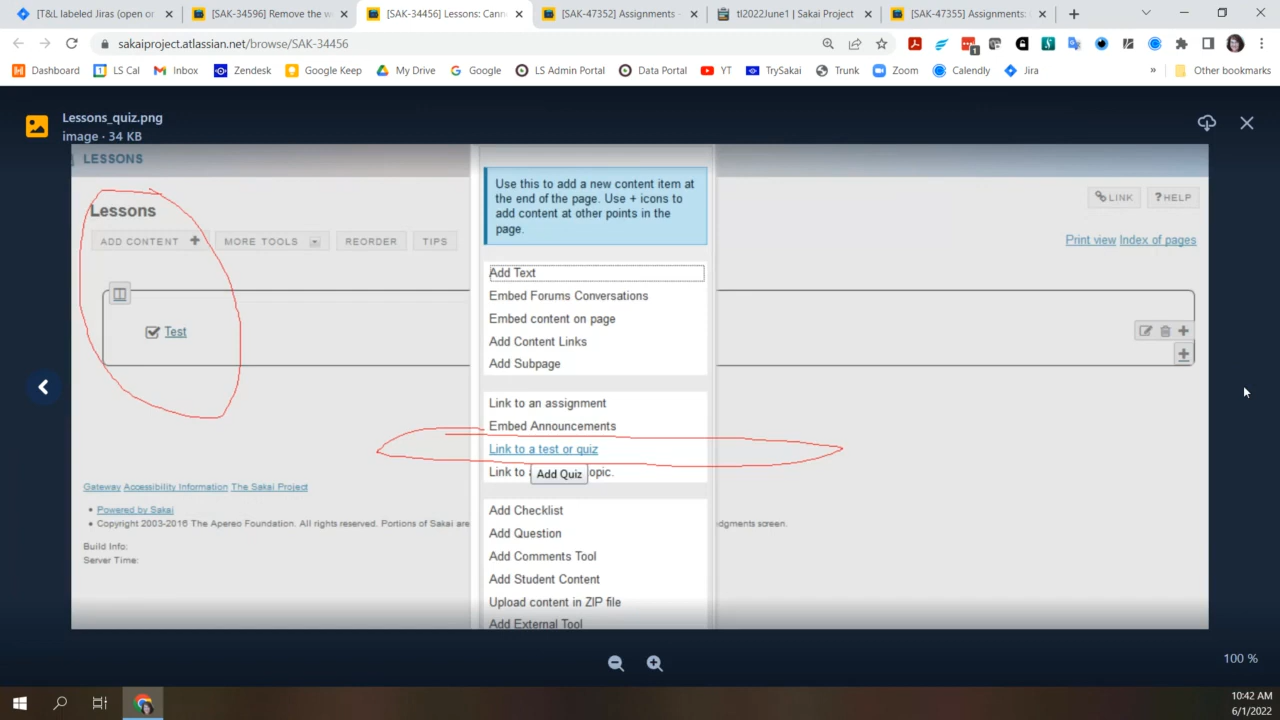 [T&L labeled Jiras (open or
[SAK-34596] Remove the w
[SAK-34456] Lessons: Cann
[SAK-47352] Assignments -
tl2022June1 | Sakai Project
[SAK-47355] Assignments:
sakaiproject.atlassian.net/browse/SAK-34456
Dashboard
LS Cal
Inbox
Zendesk
Google Keep
My Drive
Google
LS Admin Portal
Data Portal
YT
TrySakai
Trunk
Zoom
Calendly
Jira
»
Other bookmarks
Lessons_quiz.png
image · 34 KB
LESSONS
Use this to add a new content item at
the end of the page. Use + icons to
add content at other points in the
page.
Lessons
LINK
? HELP
ADD CONTENT +
MORE TOOLS
REORDER
TIPS
Print view Index of pages
Add Text
Embed Forums Conversations
Embed content on page
Add Content Links
Add Subpage
Test
Link to an assignment
Embed Announcements
Link to a test or quiz
Link to opic.
Add Quiz
Gateway Accessibility Information The Sakai Project
• Powered by Sakai
• Copyright 2003-2016 The Apereo Foundation. All rights reserved. Portions of Sakai are
dgments screen.
Build Info:
Server Time:
Add Checklist
Add Question
Add Comments Tool
Add Student Content
Upload content in ZIP file
Add External Tool
100 %
10:42 AM
6/1/2022